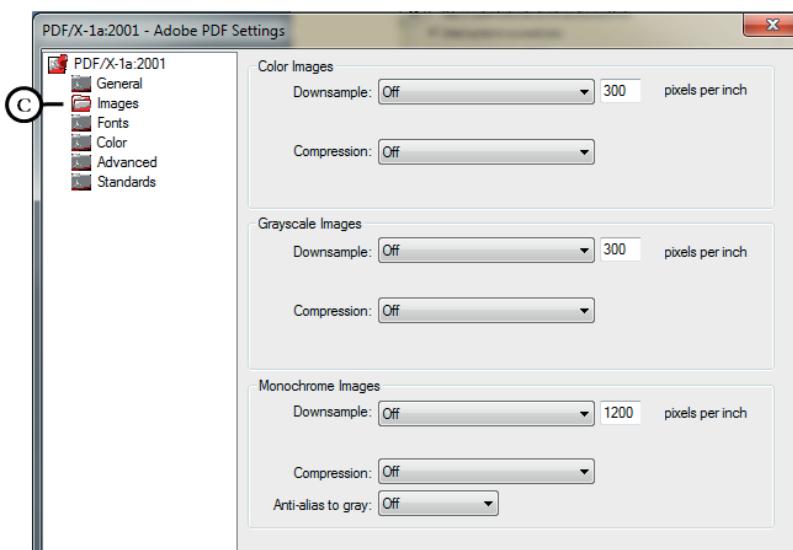 PDF/X-1a:2001 - Adobe PDF Settings
PDF/X-1a:2001
General
C
Images
Fonts
Color
Advanced
Standards
Color Images
Downsample: Off 300 pixels per inch
Compression: Off
Grayscale Images
Downsample: Off 300 pixels per inch
Compression: Off
Monochrome Images
Downsample: Off 1200 pixels per inch
Compression: Off
Anti-alias to gray: Off